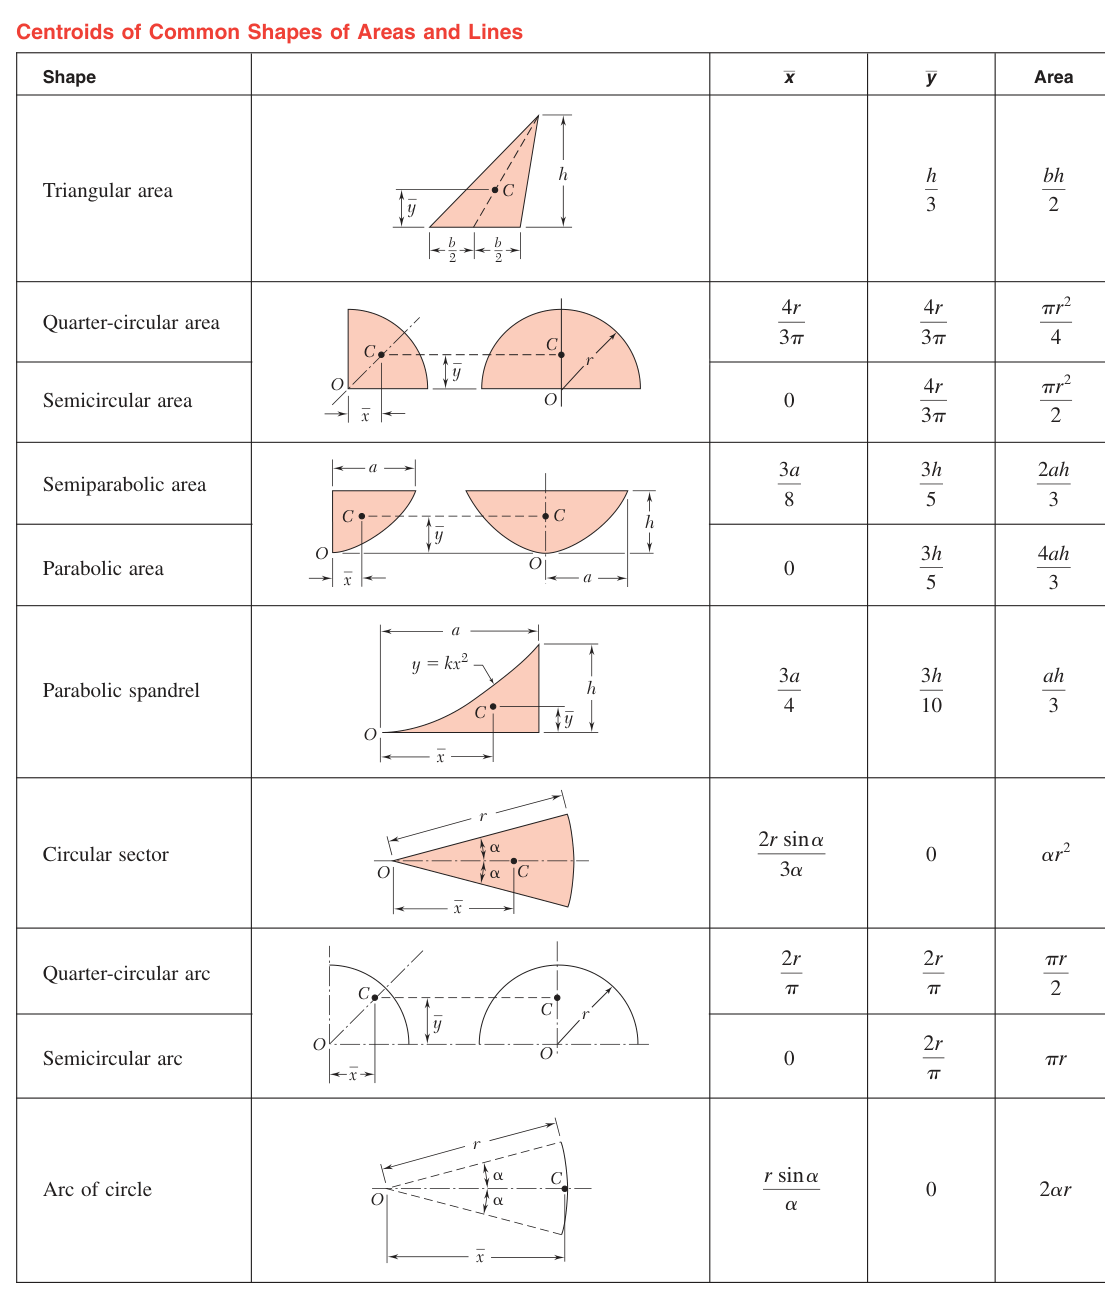 Centroids of Common Shapes of Areas and Lines
Shape x̄ ȳ Area
Triangular area
C
h
ȳ
b/2 b/2
h/3
bh/2
Quarter-circular area
4r/3π
4r/3π
πr²/4
C
O
ȳ
x̄
C
r
O
Semicircular area
0
4r/3π
πr²/2
Semiparabolic area
3a/8
3h/5
2ah/3
a
C
O
ȳ
x̄
C
h
O
a
Parabolic area
0
3h/5
4ah/3
Parabolic spandrel
a
y = kx²
h
C
ȳ
O
x̄
3a/4
3h/10
ah/3
Circular sector
r
α
α
O
C
x̄
2r sin α/3α
0
αr²
Quarter-circular arc
2r/π
2r/π
πr/2
C
O
ȳ
x̄
C
r
O
Semicircular arc
0
2r/π
πr
Arc of circle
r
α
α
C
O
x̄
r sin α/α
0
2αr